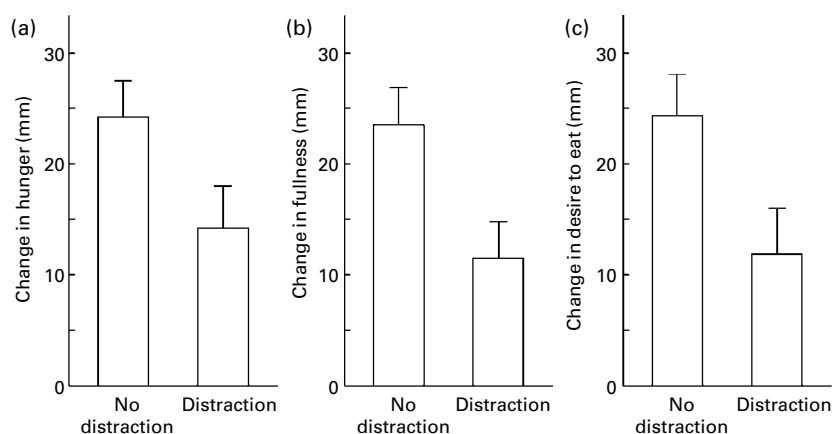 (a)
Change in hunger (mm)
30
20
10
0
No
distraction
Distraction
(b)
Change in fullness (mm)
30
20
10
0
No
distraction
Distraction
(c)
Change in desire to eat (mm)
30
20
10
0
No
distraction
Distraction